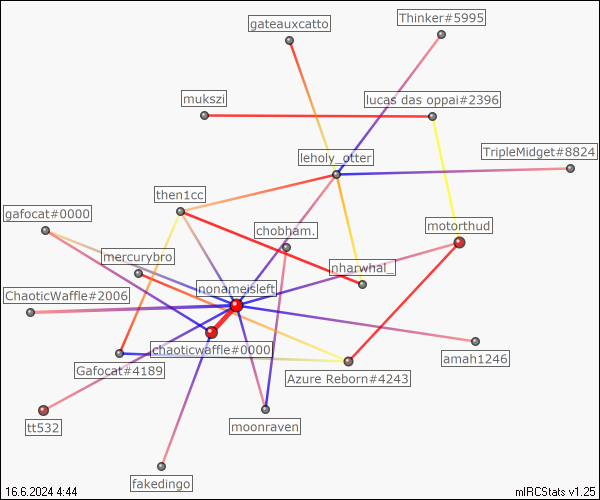 Thinker#5995
gateauxcatto
mukszi
lucas das oppai#2396
leholy_otter
TripleMidget#8824
then1cc
gafocat#0000
chobham.
motorthud
mercurybro
nharwhal_
nonameisleft
ChaoticWaffle#2006
chaoticwaffle#0000
amah1246
Gafocat#4189
Azure Reborn#4243
tt532
moonraven
fakedingo
16.6.2024 4:44
mIRCStats v1.25